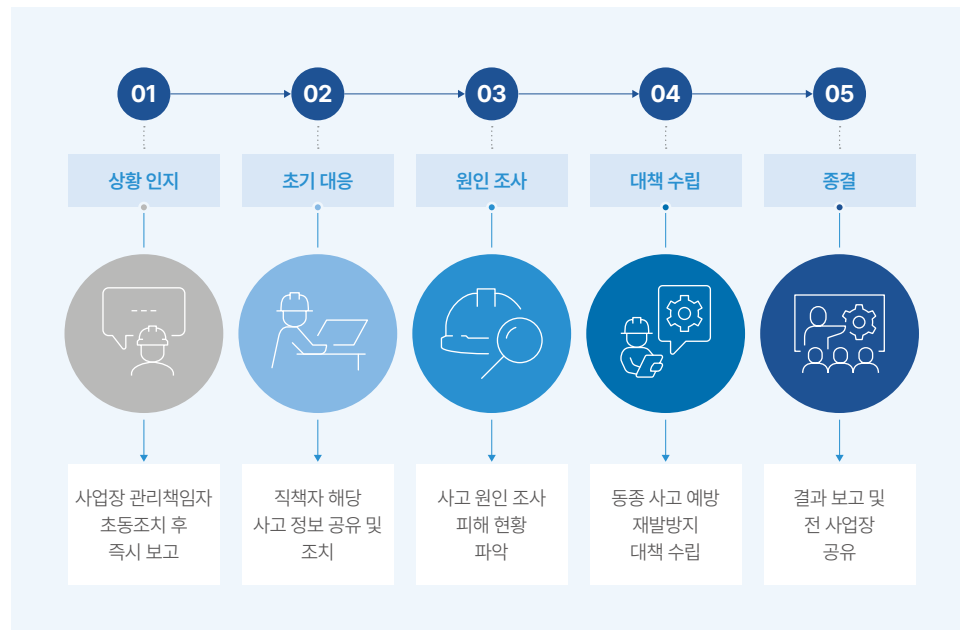 01
02
03
04
05
상황 인지
초기 대응
원인 조사
대책 수립
종결
사업장 관리책임자
초동조치 후
즉시 보고
직책자 해당
사고 정보 공유 및
조치
사고 원인 조사
피해 현황
파악
동종 사고 예방
재발방지
대책 수립
결과 보고 및
전 사업장
공유